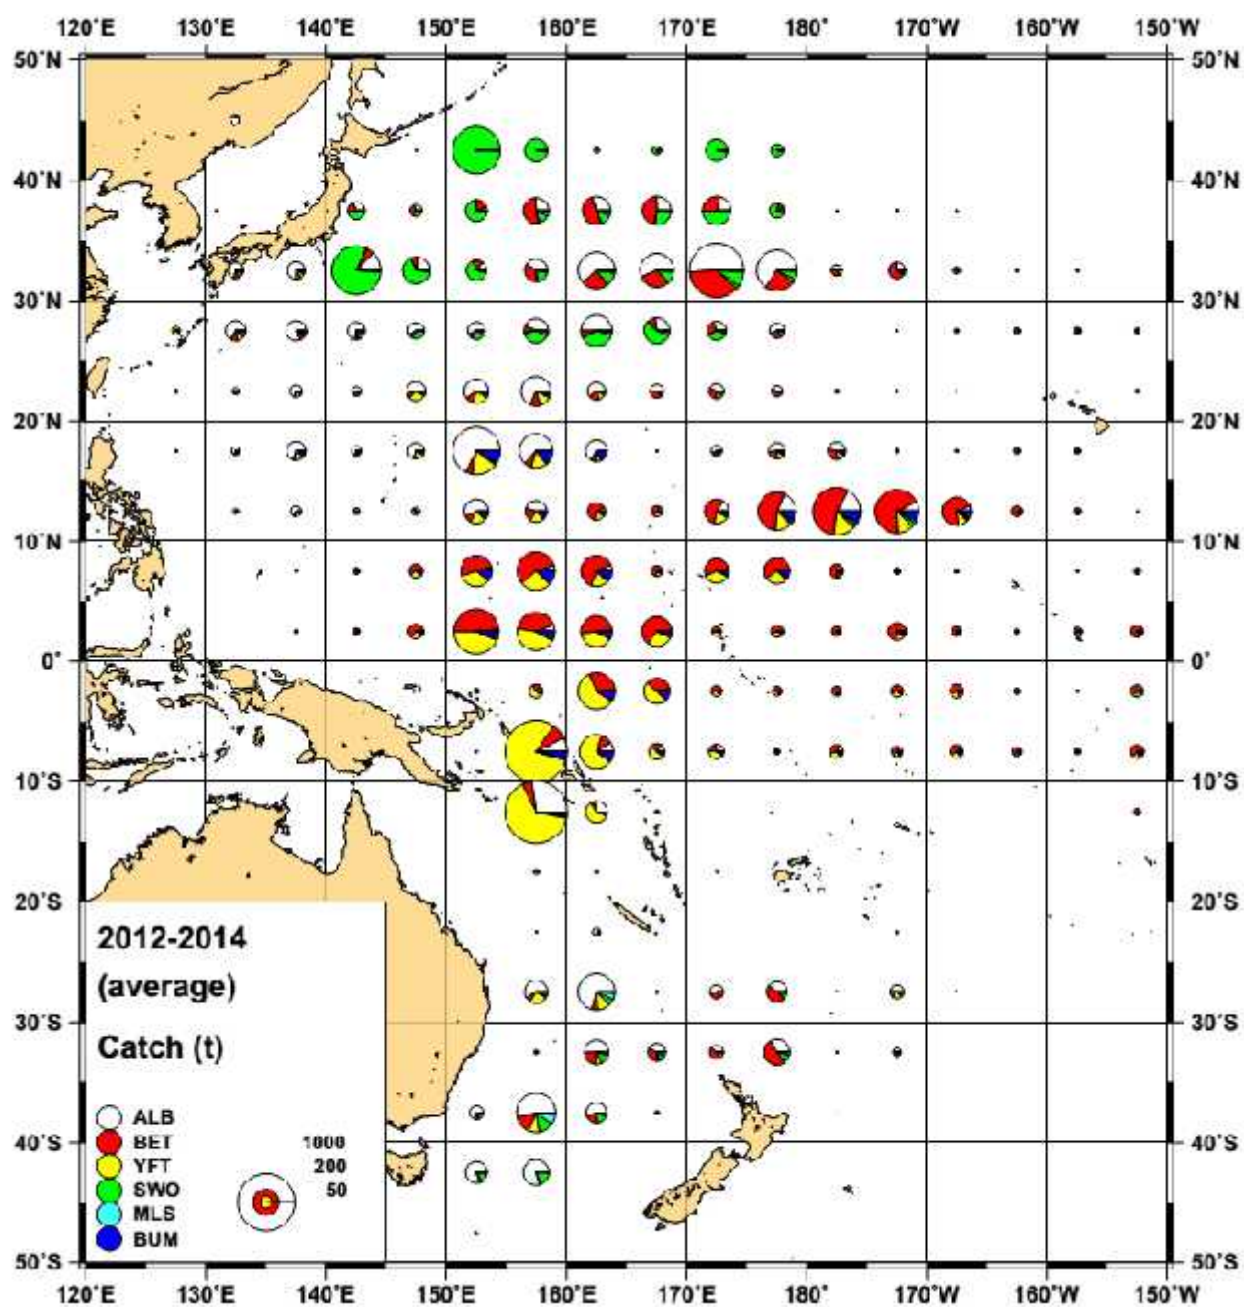 120˚E 130˚E 140˚E 150˚E 160˚E 170˚E 180˚ 170˚W 160˚W 150˚W
50˚N 50˚N
40˚N 40˚N
30˚N 30˚N
20˚N 20˚N
10˚N 10˚N
0˚ 0˚
10˚S 10˚S
20˚S 20˚S
2012-2014
(average)
30˚S 30˚S
Catch (t)
ALB
BET 1000
40˚S 40˚S
YFT 200
SWO 50
MLS
BUM
50˚S 50˚S
120˚E 130˚E 140˚E 150˚E 160˚E 170˚E 180˚ 170˚W 160˚W 150˚W